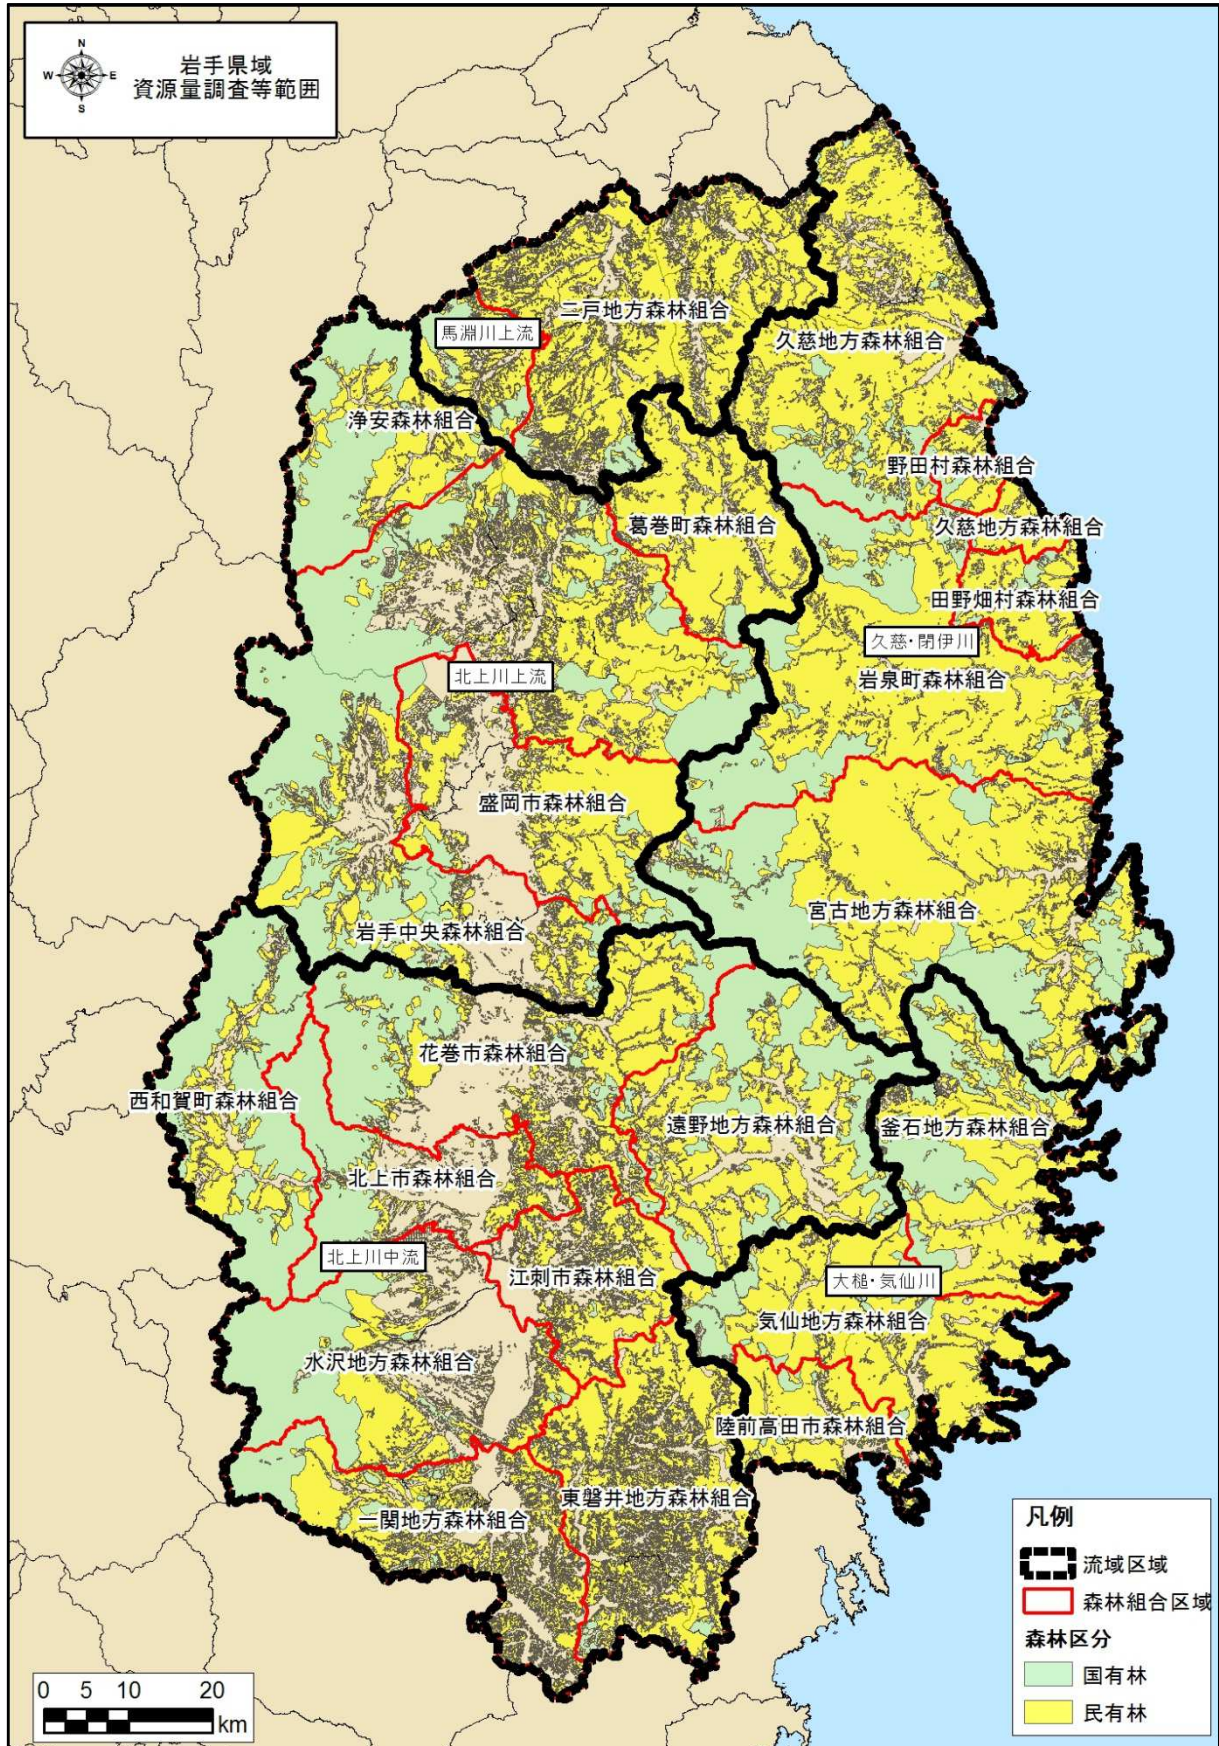 N
W
E
S
岩手県域
資源量調査等範囲
二戸地方森林組合
馬淵川上流
久慈地方森林組合
浄安森林組合
野田村森林組合
葛巻町森林組合
久慈地方森林組合
田野畑村森林組合
久慈・閉伊川
北上川上流
岩泉町森林組合
盛岡市森林組合
宮古地方森林組合
岩手中央森林組合
花巻市森林組合
西和賀町森林組合
遠野地方森林組合
釜石地方森林組合
北上市森林組合
北上川中流
江刺市森林組合
大槌・気仙川
気仙地方森林組合
水沢地方森林組合
陸前高田市森林組合
東磐井地方森林組合
一関地方森林組合
凡例
流域区域
森林組合区域
森林区分
国有林
民有林
0 5 10 20
km